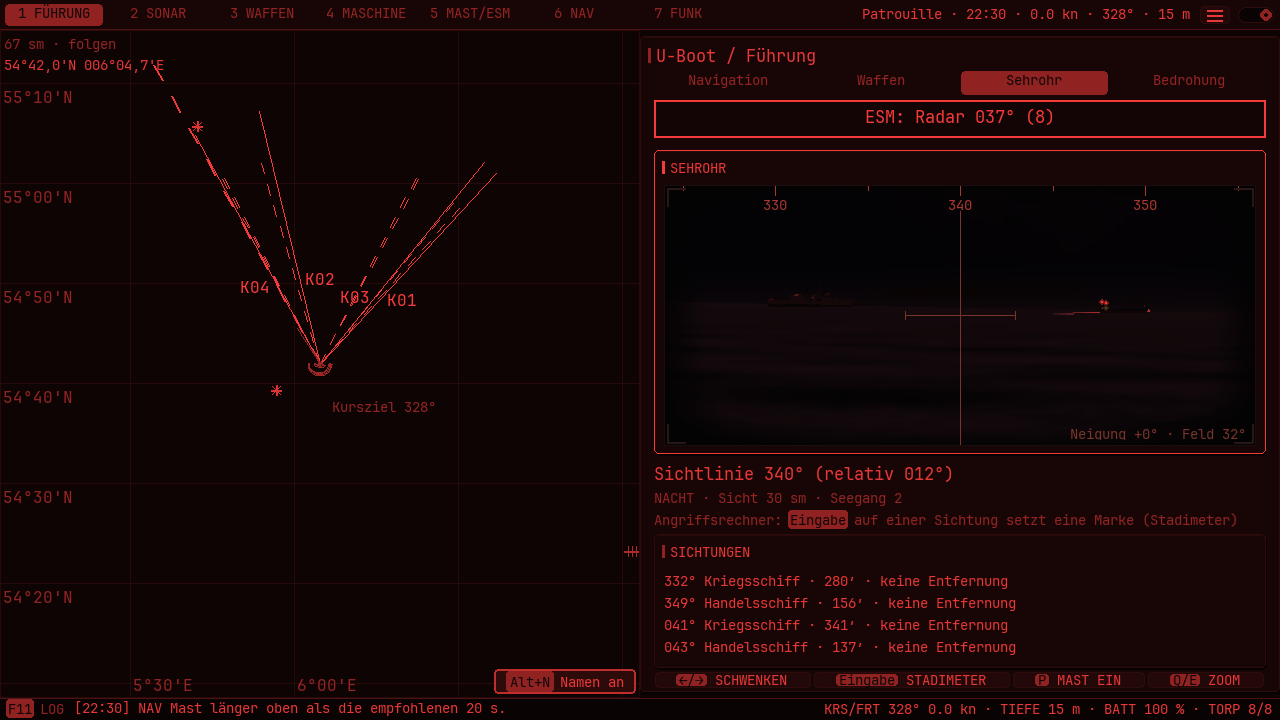 1 FÜHRUNG 2 SONAR 3 WAFFEN 4 MASCHINE 5 MAST/ESM 6 NAV 7 FUNK Patrouille · 22:30 · 0.0 kn · 328° · 15 m
67 sm · folgen
54°42,0'N 006°04,7'E
55°10'N
55°00'N
54°50'N
54°40'N
54°30'N
54°20'N
5°30'E 6°00'E
K04
K02
K03
K01
Kursziel 328°
Alt+N Namen an
U-Boot / Führung
Navigation Waffen Sehrohr Bedrohung
ESM: Radar 037° (8)
SEHROHR
330 340 350
Neigung +0° · Feld 32°
Sichtlinie 340° (relativ 012°)
NACHT · Sicht 30 sm · Seegang 2
Angriffsrechner: Eingabe auf einer Sichtung setzt eine Marke (Stadimeter)
SICHTUNGEN
332° Kriegsschiff · 280′ · keine Entfernung
349° Handelsschiff · 156′ · keine Entfernung
041° Kriegsschiff · 341′ · keine Entfernung
043° Handelsschiff · 137′ · keine Entfernung
←/→ SCHWENKEN Eingabe STADIMETER P MAST EIN Q/E ZOOM
F11 LOG [22:30] NAV Mast länger oben als die empfohlenen 20 s. KRS/FRT 328° 0.0 kn · TIEFE 15 m · BATT 100 % · TORP 8/8